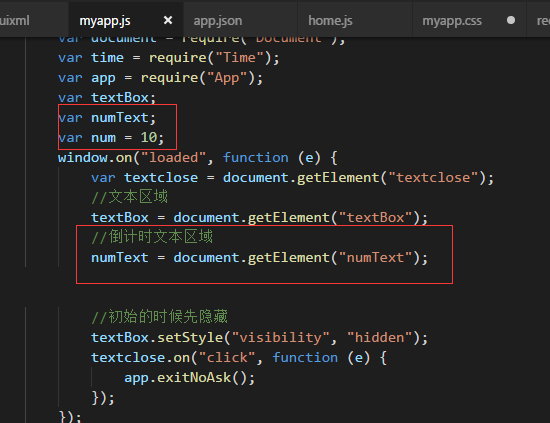 uixml myapp.js × app.json home.js myapp.css ● re
var document = require("Document");
var time = require("Time");
var app = require("App");
var textBox;
var numText;
var num = 10;
window.on("loaded", function (e) {
var textclose = document.getElement("textclose");
//文本区域
textBox = document.getElement("textBox");
//倒计时文本区域
numText = document.getElement("numText");
//初始的时候先隐藏
textBox.setStyle("visibility", "hidden");
textclose.on("click", function (e) {
app.exitNoAsk();
});
});